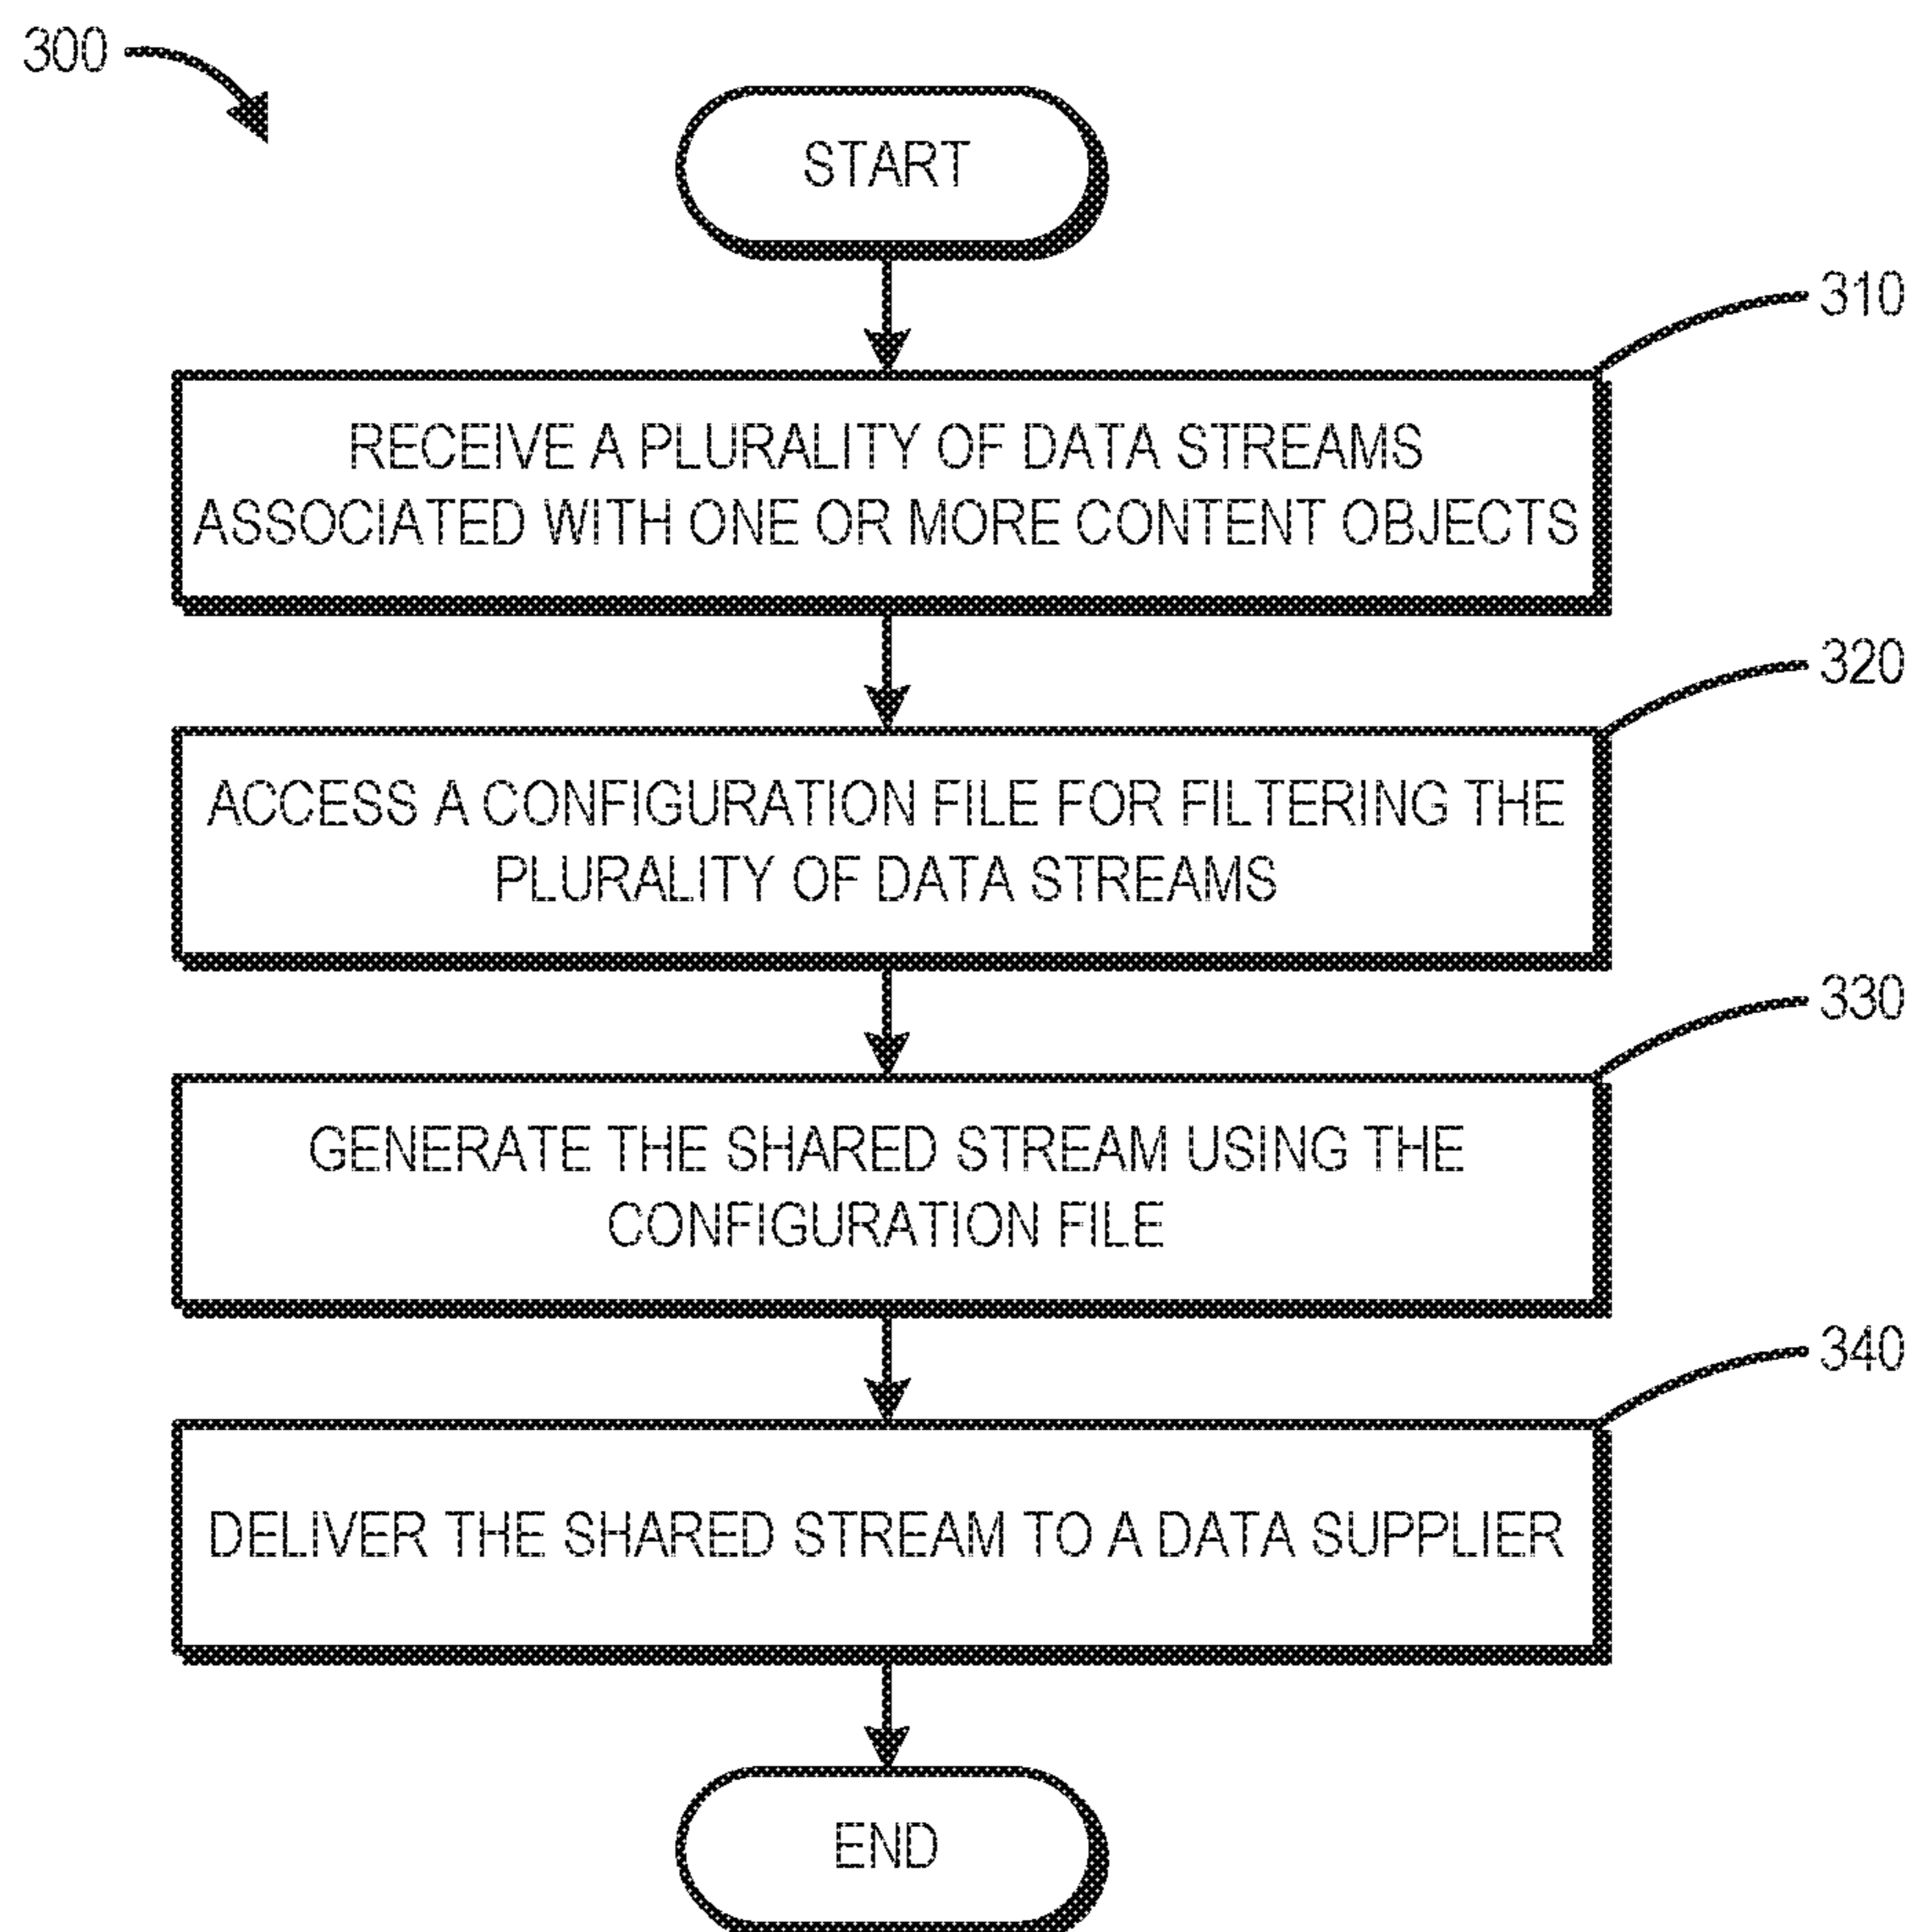 300
START
310
RECEIVE A PLURALITY OF DATA STREAMS
ASSOCIATED WITH ONE OR MORE CONTENT OBJECTS
320
ACCESS A CONFIGURATION FILE FOR FILTERING THE
PLURALITY OF DATA STREAMS
330
GENERATE THE SHARED STREAM USING THE
CONFIGURATION FILE
340
DELIVER THE SHARED STREAM TO A DATA SUPPLIER
END